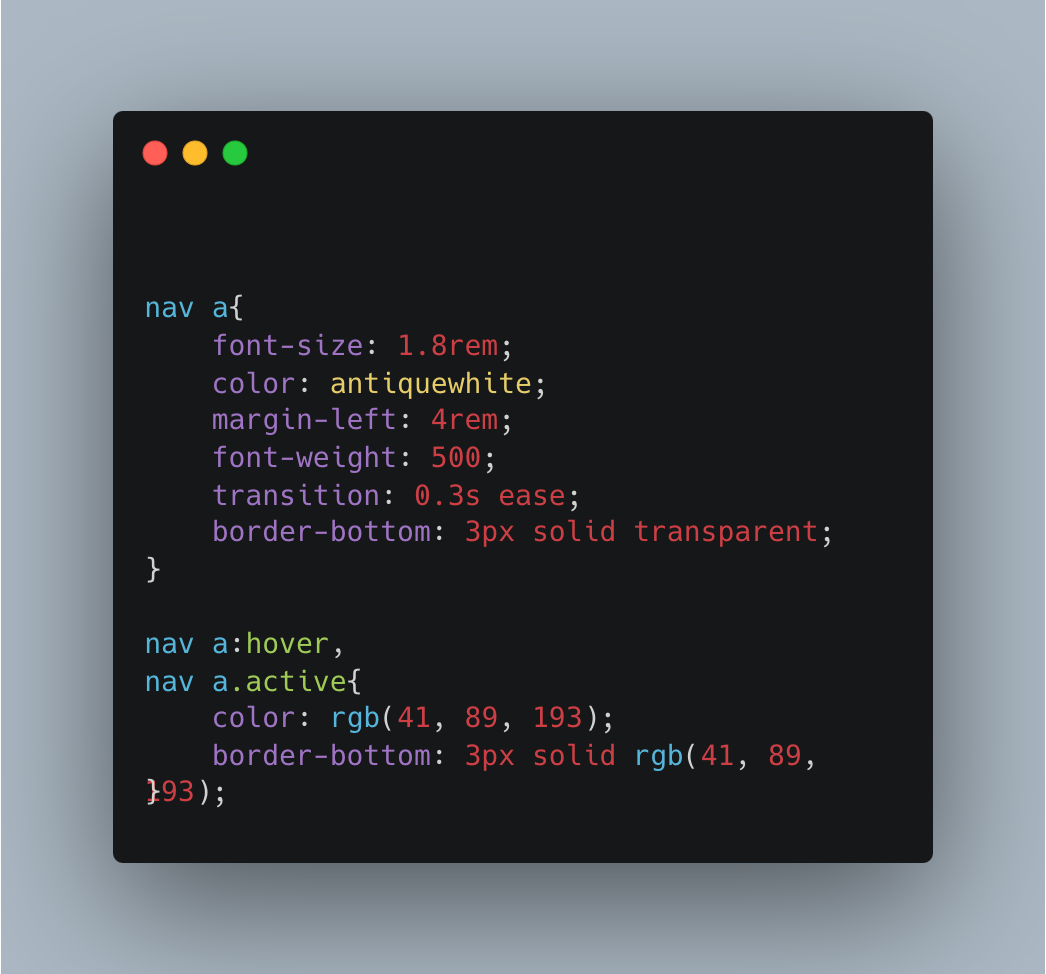 nav a{
    font-size: 1.8rem;
    color: antiquewhite;
    margin-left: 4rem;
    font-weight: 500;
    transition: 0.3s ease;
    border-bottom: 3px solid transparent;
}

nav a:hover,
nav a.active{
    color: rgb(41, 89, 193);
    border-bottom: 3px solid rgb(41, 89,
193);
}